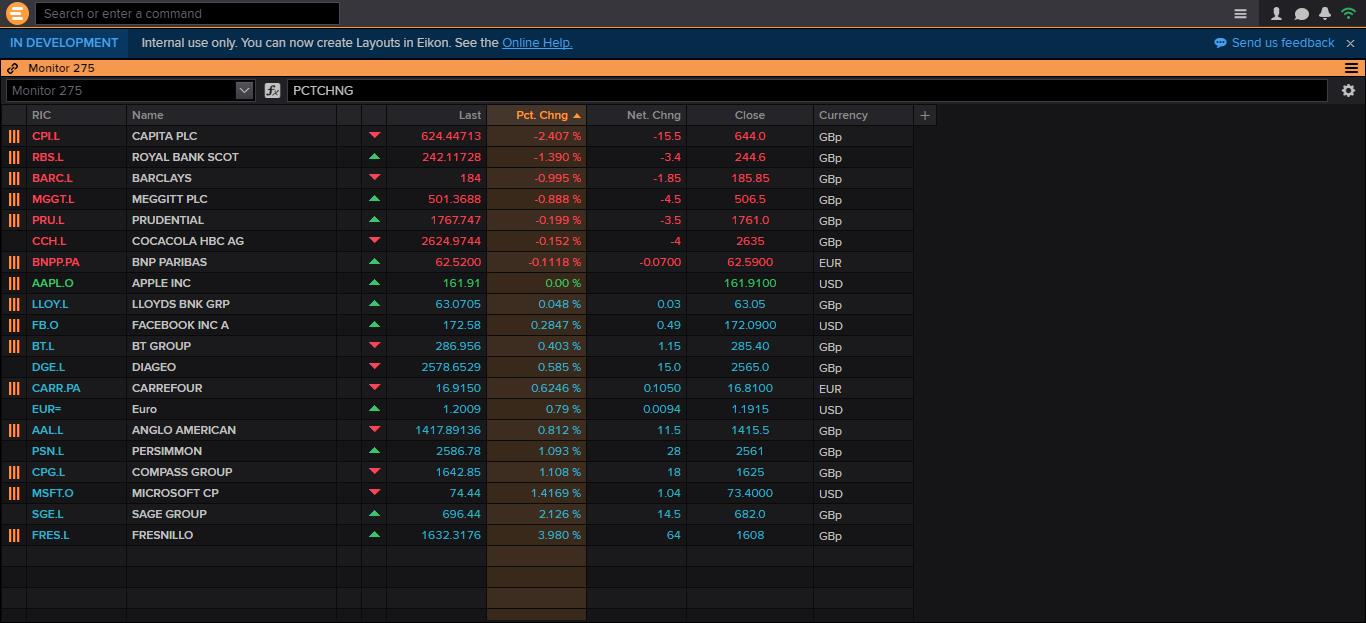 Search or enter a command
IN DEVELOPMENT Internal use only. You can now create Layouts in Eikon. See the Online Help. Send us feedback
Monitor 275
Monitor 275 fx PCTCHNG
RIC Name Last Pct. Chng Net. Chng Close Currency +
CPI.L CAPITA PLC 624.44713 -2.407 % -15.5 644.0 GBp
RBS.L ROYAL BANK SCOT 242.11728 -1.390 % -3.4 244.6 GBp
BARC.L BARCLAYS 184 -0.995 % -1.85 185.85 GBp
MGGT.L MEGGITT PLC 501.3688 -0.888 % -4.5 506.5 GBp
PRU.L PRUDENTIAL 1767.747 -0.199 % -3.5 1761.0 GBp
CCH.L COCACOLA HBC AG 2624.9744 -0.152 % -4 2635 GBp
BNPP.PA BNP PARIBAS 62.5200 -0.1118 % -0.0700 62.5900 EUR
AAPL.O APPLE INC 161.91 0.00 % 161.9100 USD
LLOY.L LLOYDS BNK GRP 63.0705 0.048 % 0.03 63.05 GBp
FB.O FACEBOOK INC A 172.58 0.2847 % 0.49 172.0900 USD
BT.L BT GROUP 286.956 0.403 % 1.15 285.40 GBp
DGE.L DIAGEO 2578.6529 0.585 % 15.0 2565.0 GBp
CARR.PA CARREFOUR 16.9150 0.6246 % 0.1050 16.8100 EUR
EUR= Euro 1.2009 0.79 % 0.0094 1.1915 USD
AAL.L ANGLO AMERICAN 1417.89136 0.812 % 11.5 1415.5 GBp
PSN.L PERSIMMON 2586.78 1.093 % 28 2561 GBp
CPG.L COMPASS GROUP 1642.85 1.108 % 18 1625 GBp
MSFT.O MICROSOFT CP 74.44 1.4169 % 1.04 73.4000 USD
SGE.L SAGE GROUP 696.44 2.126 % 14.5 682.0 GBp
FRES.L FRESNILLO 1632.3176 3.980 % 64 1608 GBp